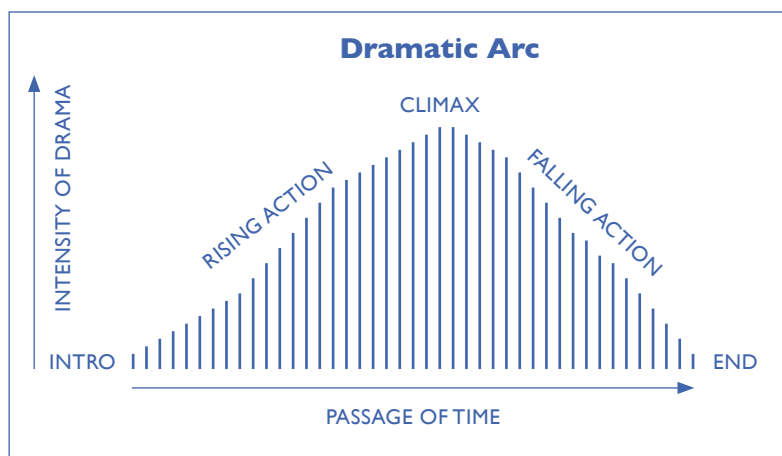 Dramatic Arc
CLIMAX
INTENSITY OF DRAMA
RISING ACTION
FALLING ACTION
INTRO
END
PASSAGE OF TIME